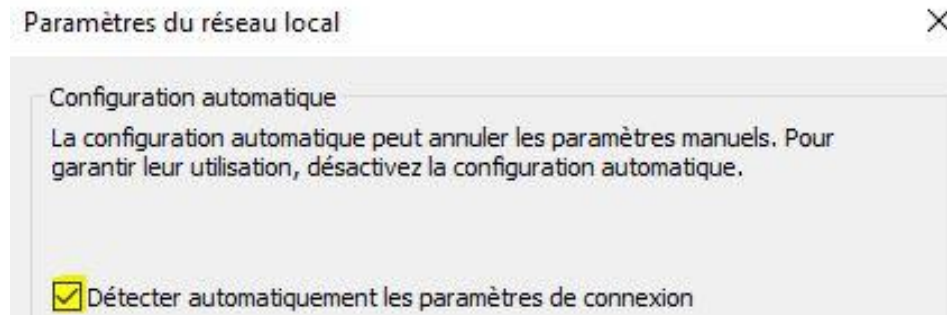 Paramètres du réseau local
Configuration automatique
La configuration automatique peut annuler les paramètres manuels. Pour
garantir leur utilisation, désactivez la configuration automatique.
Détecter automatiquement les paramètres de connexion